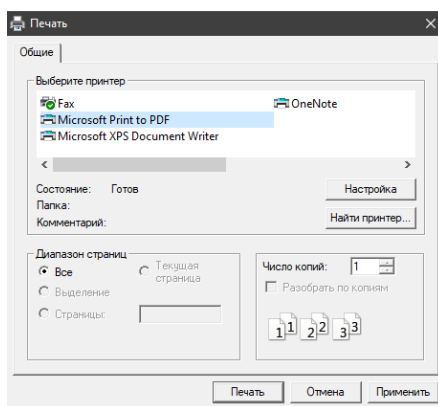 Печать
Общие
Выберите принтер
Fax
OneNote
Microsoft Print to PDF
Microsoft XPS Document Writer
Состояние: Готов
Настройка
Папка:
Комментарий:
Найти принтер...
Диапазон страниц
Все
Текущая страница
Выделение
Страницы:
Число копий: 1
Разобрать по копиям
1 1 2 2 3 3
Печать Отмена Применить